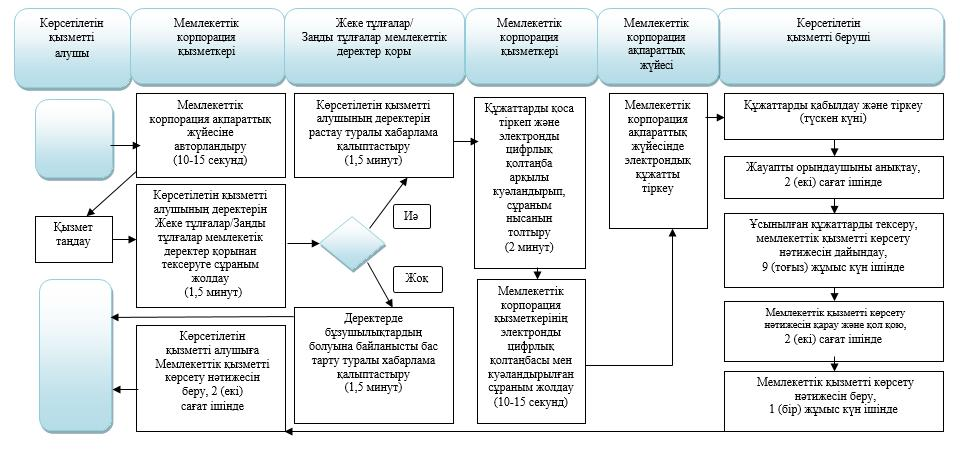 Көрсетілетін
қызметті
алушы
Мемлекеттік
корпорация
қызметкері
Жеке тұлғалар/
Заңды тұлғалар мемлекеттік
деректер қоры
Мемлекеттік
корпорация
қызметкері
Мемлекеттік
корпорация
ақпараттық
жүйесі
Көрсетілетін
қызметті беруші
Мемлекеттік
корпорация ақпараттық
жүйесіне
авторландыру
(10-15 секунд)
Көрсетілетін қызметті
алушының деректерін
растау туралы хабарлама
қалыптастыру
(1,5 минут)
Құжаттарды қоса
тіркеп және
электронды
цифрлық
қолтаңба
арқылы
куәландырып,
сұраным
нысанын
толтыру
(2 минут)
Мемлекеттік
корпорация
ақпараттық
жүйесінде
электрондық
құжатты
тіркеу
Құжаттарды қабылдау және тіркеу
(түскен күні)
Жауапты орындаушыны анықтау,
2 (екі) сағат ішінде
Қызмет
таңдау
Көрсетілетін қызметті
алушының деректерін
Жеке тұлғалар/Заңды
тұлғалар мемлекетік
деректер қорынан
тексеруге сұраным
жолдау
(1,5 минут)
Иә
Жоқ
Ұсынылған құжаттарды тексеру,
мемлекеттік қызметті көрсету
нәтижесін дайындау,
9 (тоғыз) жұмыс күн ішінде
Мемлекеттік
корпорация
қызметкерінің
электронды
цифрлық
қолтаңбасы мен
куәландырылған
сұраным жолдау
(10-15 секунд)
Деректерде
бұзушылықтардың
болуына байланысты бас
тарту туралы хабарлама
қалыптастыру
(1,5 минут)
Мемлекеттік қызметті көрсету
нәтижесін қарау және қол қою,
2 (екі) сағат ішінде
Көрсетілетін
қызметті алушыға
Мемлекеттік қызметті
көрсету нәтижесін
беру, 2 (екі)
сағат ішінде
Мемлекеттік қызметті көрсету
нәтижесін беру,
1 (бір) жұмыс күн ішінде